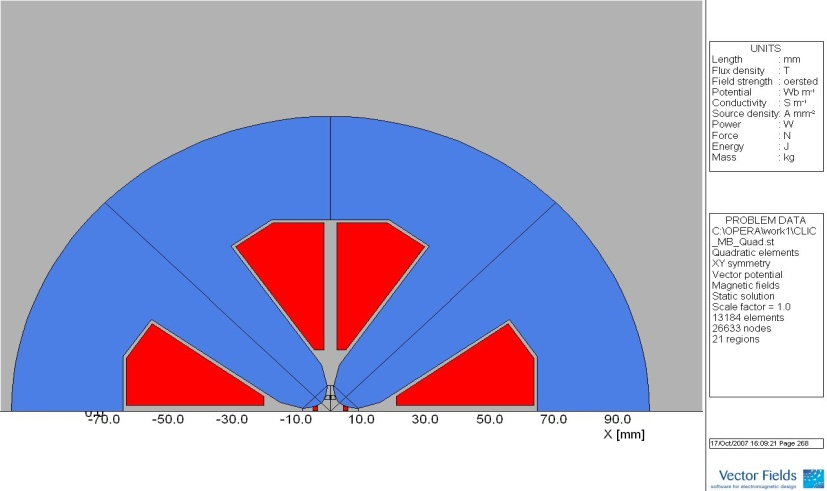 UNITS
Length : mm
Flux density : T
Field strength : oersted
Potential : Wb m⁻¹
Conductivity : S m⁻¹
Source density: A mm⁻²
Power : W
Force : N
Energy : J
Mass : kg
PROBLEM DATA
C:\OPERA\work1\CLIC
_MB_Quad.st
Quadratic elements
XY symmetry
Vector potential
Magnetic fields
Static solution
Scale factor = 1.0
13184 elements
26633 nodes
21 regions
0.0
-70.0 -50.0 -30.0 -10.0 10.0 30.0 50.0 70.0 90.0
X [mm]
17/Oct/2007 16:09:21 Page 268
Vector Fields
software for electromagnetic design